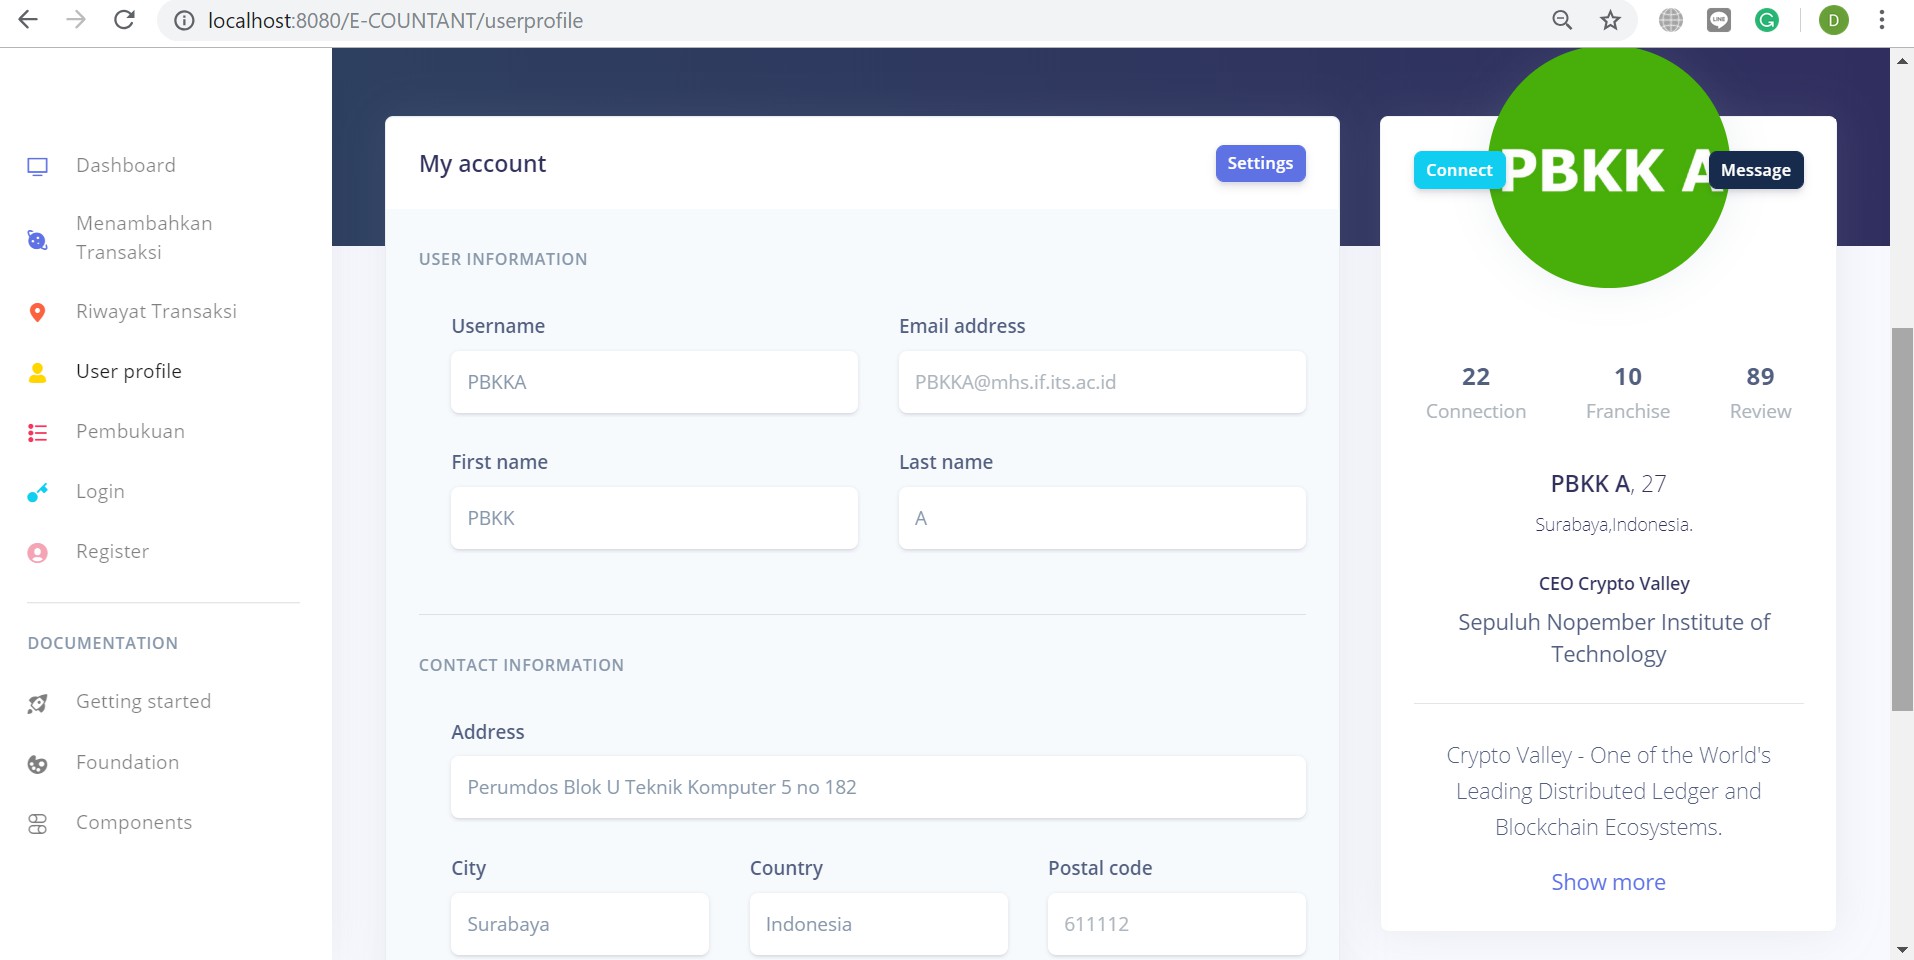 localhost:8080/E-COUNTANT/userprofile
D
Dashboard
Menambahkan
Transaksi
Riwayat Transaksi
User profile
Pembukuan
Login
Register
DOCUMENTATION
Getting started
Foundation
Components
My account
Settings
USER INFORMATION
Username
Email address
PBKKA
PBKKA@mhs.if.its.ac.id
First name
Last name
PBKK
A
CONTACT INFORMATION
Address
Perumdos Blok U Teknik Komputer 5 no 182
City
Country
Postal code
Surabaya
Indonesia
611112
Connect
PBKK A
Message
22
10
89
Connection
Franchise
Review
PBKK A, 27
Surabaya,Indonesia.
CEO Crypto Valley
Sepuluh Nopember Institute of
Technology
Crypto Valley - One of the World's
Leading Distributed Ledger and
Blockchain Ecosystems.
Show more